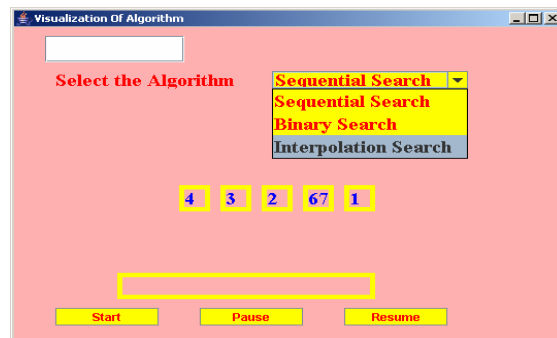 Visualization Of Algorithm
Select the Algorithm Sequential Search
Sequential Search
Binary Search
Interpolation Search
4 3 2 67 1
Start Pause Resume